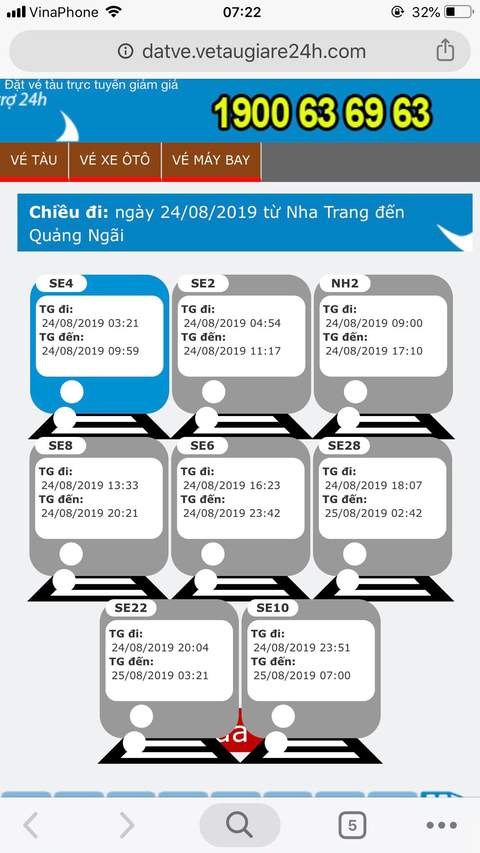 VinaPhone 07:22 32%
datve.vetaugiare24h.com
Đặt vé tàu trực tuyến giảm giá
trợ 24h
1900 63 69 63
VÉ TÀU VÉ XE ÔTÔ VÉ MÁY BAY
Chiều đi: ngày 24/08/2019 từ Nha Trang đến
Quảng Ngãi
SE4
TG đi:
24/08/2019 03:21
TG đến:
24/08/2019 09:59
SE2
TG đi:
24/08/2019 04:54
TG đến:
24/08/2019 11:17
NH2
TG đi:
24/08/2019 09:00
TG đến:
24/08/2019 17:10
SE8
TG đi:
24/08/2019 13:33
TG đến:
24/08/2019 20:21
SE6
TG đi:
24/08/2019 16:23
TG đến:
24/08/2019 23:42
SE28
TG đi:
24/08/2019 18:07
TG đến:
25/08/2019 02:42
SE22
TG đi:
24/08/2019 20:04
TG đến:
25/08/2019 03:21
SE10
TG đi:
24/08/2019 23:51
TG đến:
25/08/2019 07:00
5